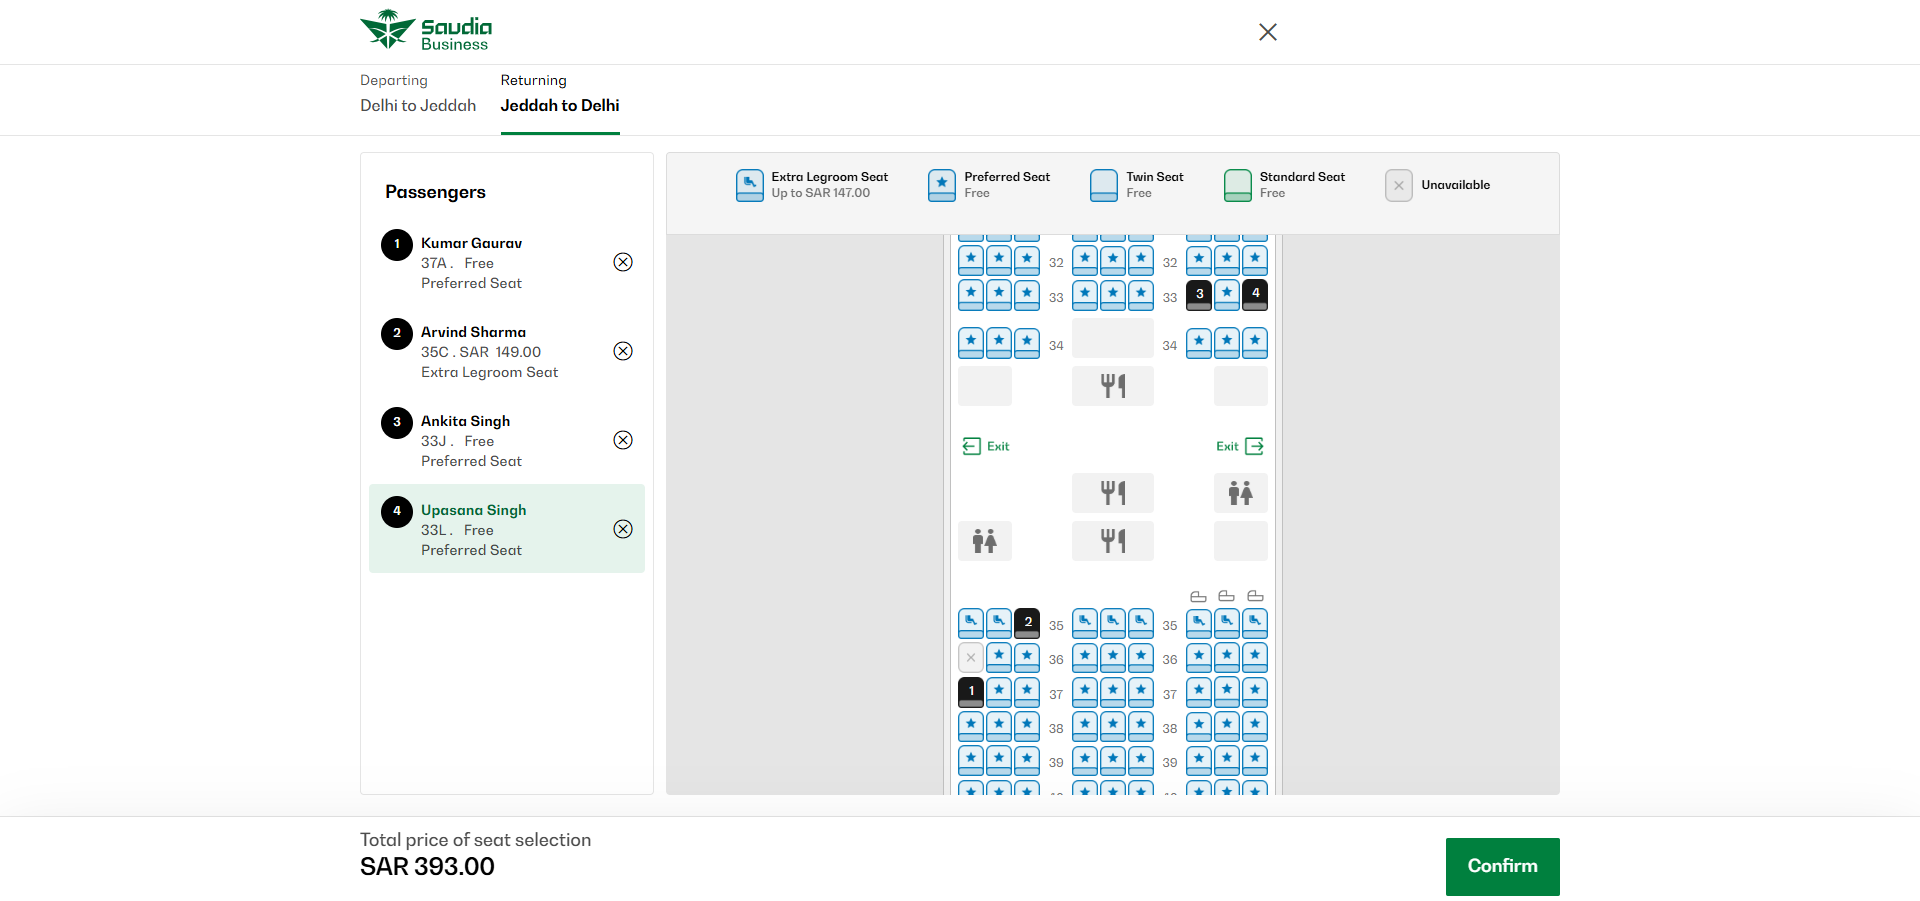 Saudia
Business
Departing
Delhi to Jeddah
Returning
Jeddah to Delhi
Passengers
1
Kumar Gaurav
37A . Free
Preferred Seat
2
Arvind Sharma
35C . SAR 149.00
Extra Legroom Seat
3
Ankita Singh
33J . Free
Preferred Seat
4
Upasana Singh
33L . Free
Preferred Seat
Extra Legroom Seat
Up to SAR 147.00
Preferred Seat
Free
Twin Seat
Free
Standard Seat
Free
Unavailable
32 32
33 33 3 4
34 34
Exit Exit
2 35 35
36 36
1 37 37
38 38
39 39
Total price of seat selection
SAR 393.00
Confirm